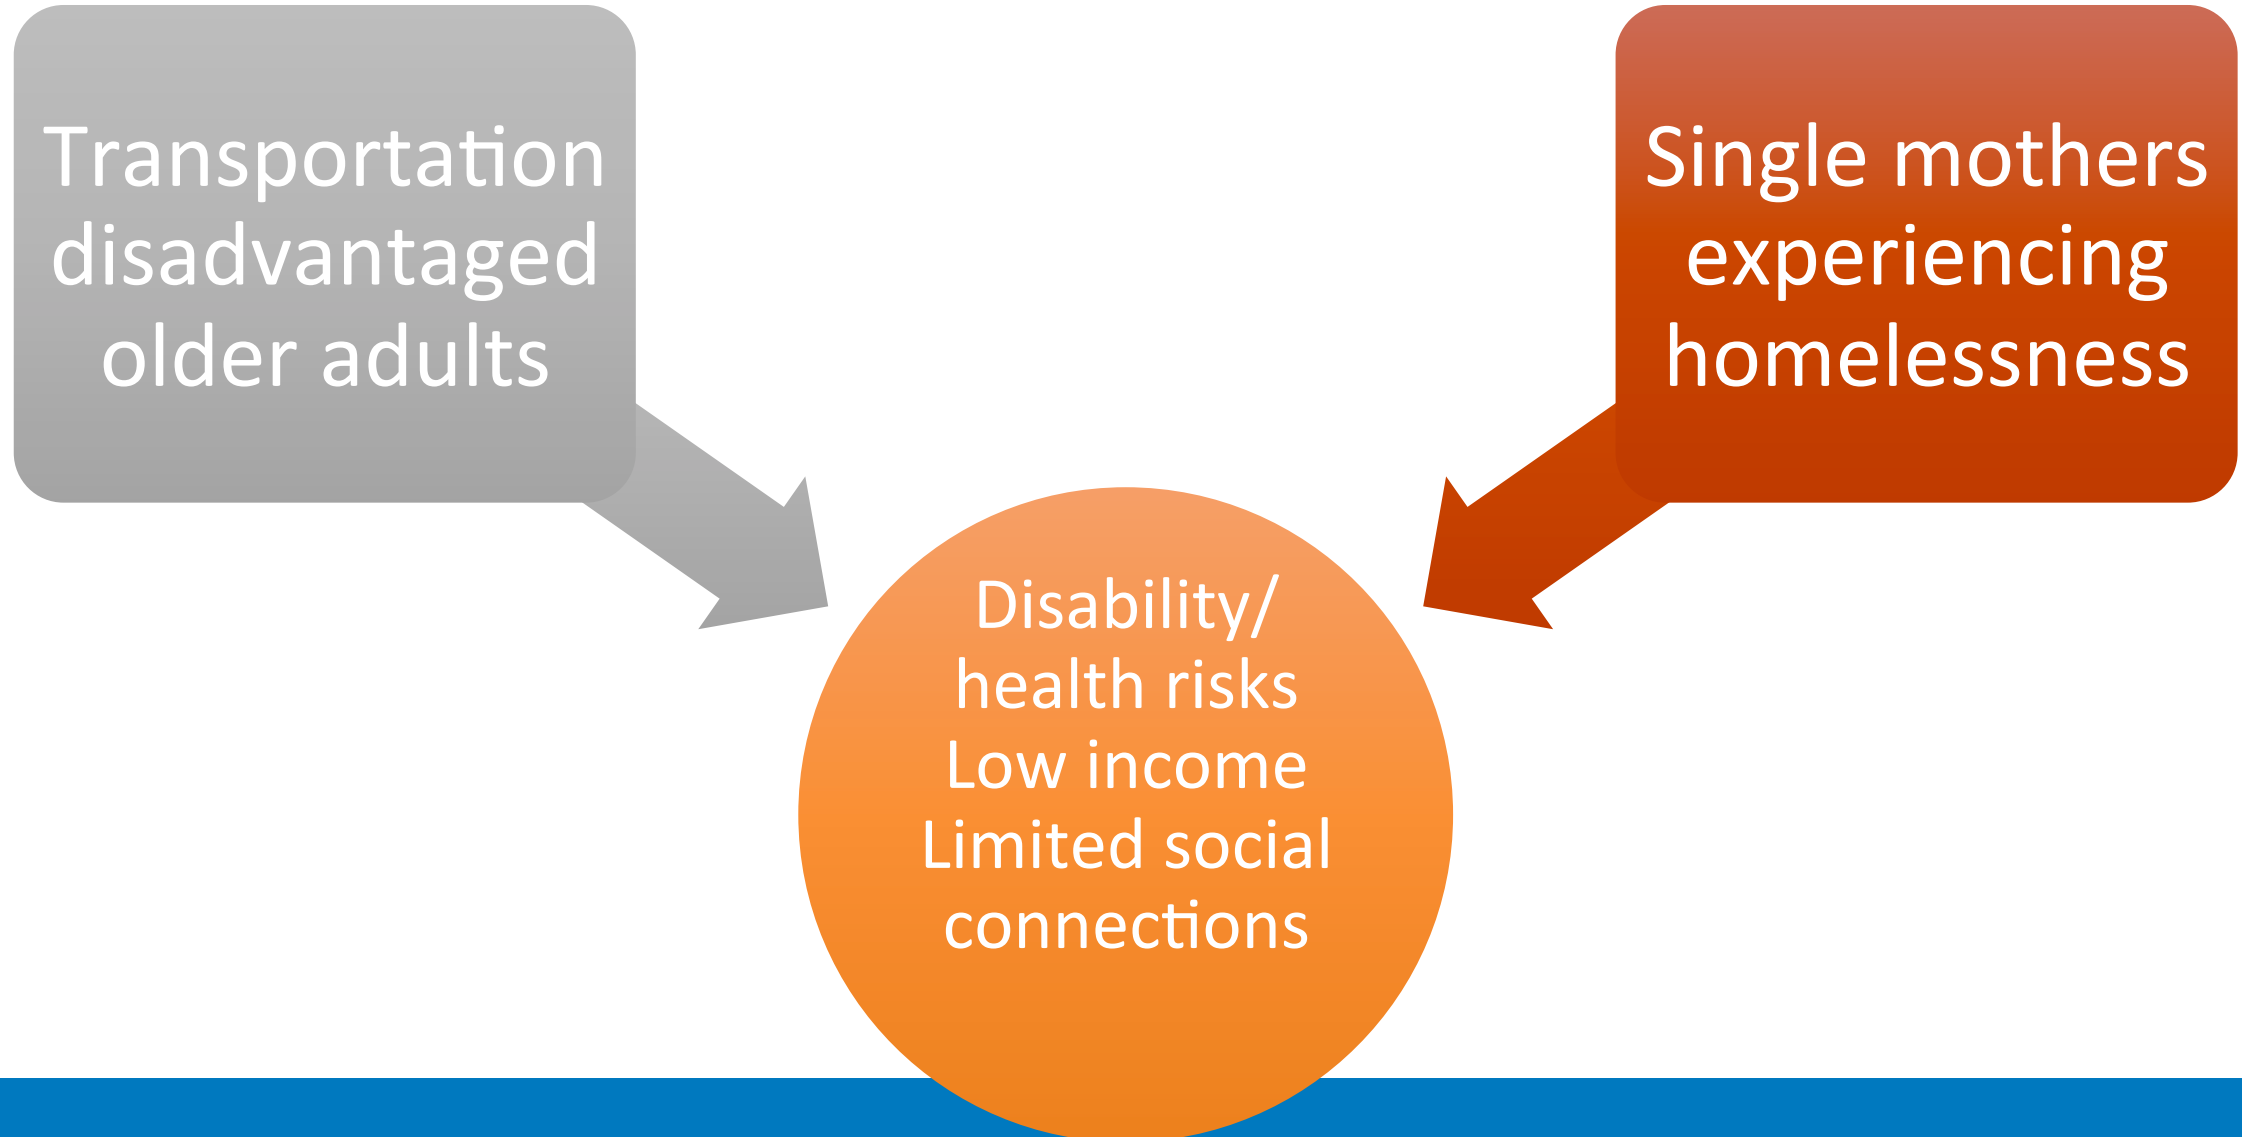 Transportation
disadvantaged
older adults
Single mothers
experiencing
homelessness
Disability/
health risks
Low income
Limited social
connections